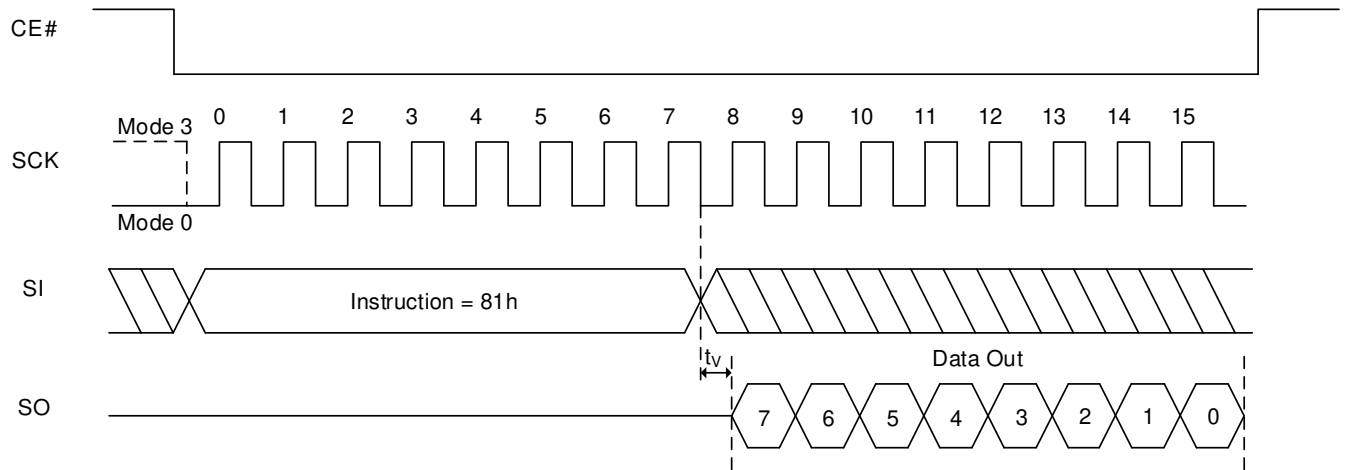 CE#
0 1 2 3 4 5 6 7 8 9 10 11 12 13 14 15
Mode 3
SCK
Mode 0
SI
Instruction = 81h
tV
Data Out
SO
7 6 5 4 3 2 1 0